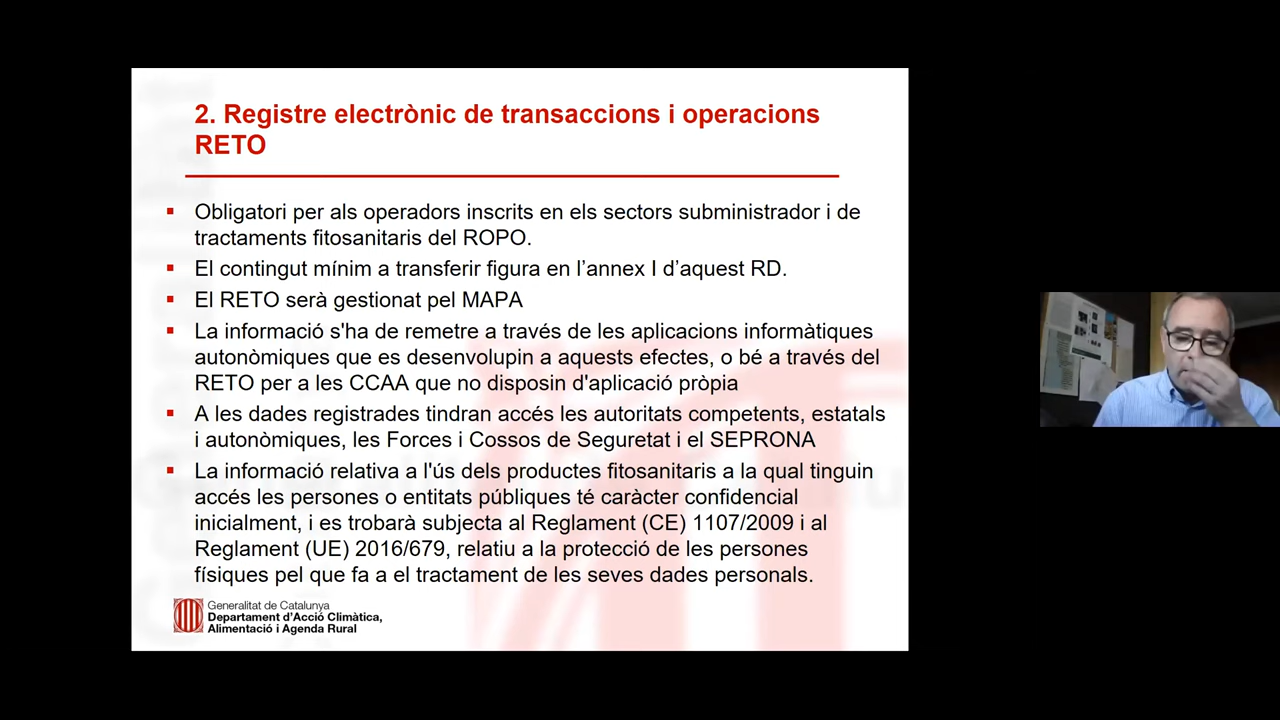 2. Registre electrònic de transaccions i operacions
RETO
Obligatori per als operadors inscrits en els sectors subministrador i de
tractaments fitosanitaris del ROPO.
El contingut mínim a transferir figura en l’annex I d’aquest RD.
El RETO serà gestionat pel MAPA
La informació s'ha de remetre a través de les aplicacions informàtiques
autonòmiques que es desenvolupin a aquests efectes, o bé a través del
RETO per a les CCAA que no disposin d'aplicació pròpia
A les dades registrades tindran accés les autoritats competents, estatals
i autonòmiques, les Forces i Cossos de Seguretat i el SEPRONA
La informació relativa a l'ús dels productes fitosanitaris a la qual tinguin
accés les persones o entitats públiques té caràcter confidencial
inicialment, i es trobarà subjecta al Reglament (CE) 1107/2009 i al
Reglament (UE) 2016/679, relatiu a la protecció de les persones
físiques pel que fa a el tractament de les seves dades personals.
Generalitat de Catalunya
Departament d’Acció Climàtica,
Alimentació i Agenda Rural